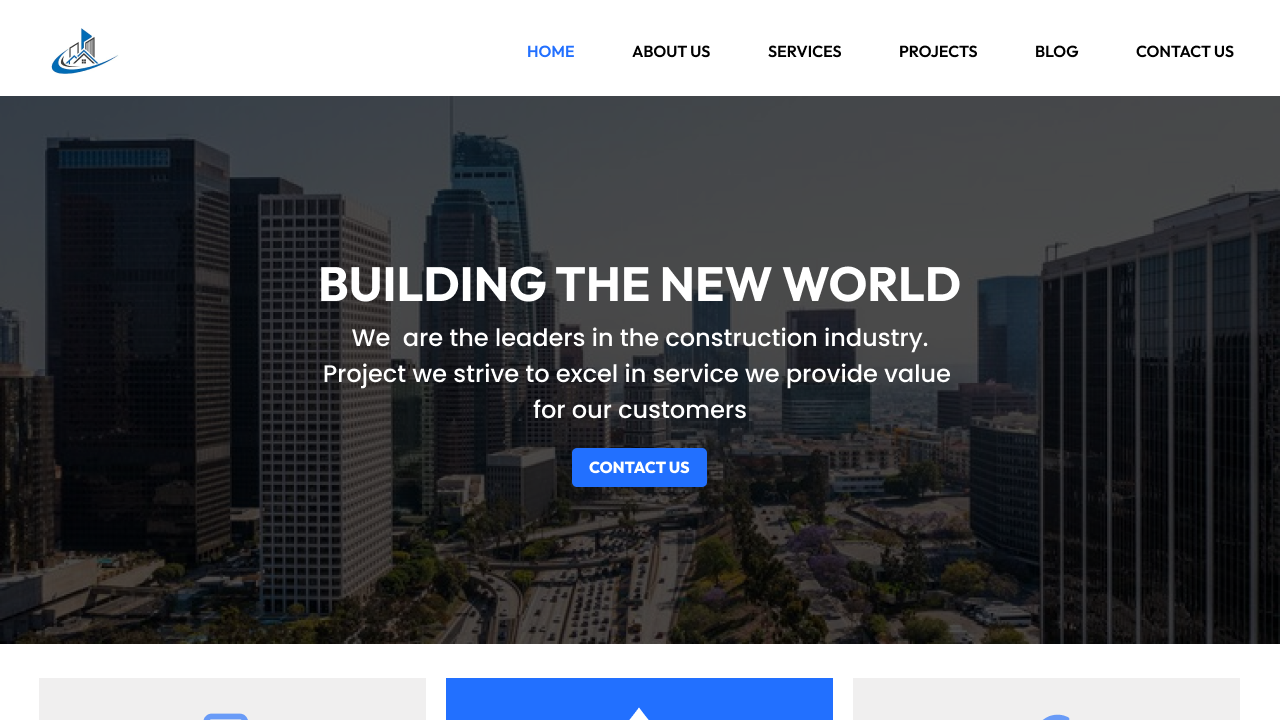 HOME
ABOUT US
SERVICES
PROJECTS
BLOG
CONTACT US
BUILDING THE NEW WORLD
We  are the leaders in the construction industry.
Project we strive to excel in service we provide value
for our customers
CONTACT US